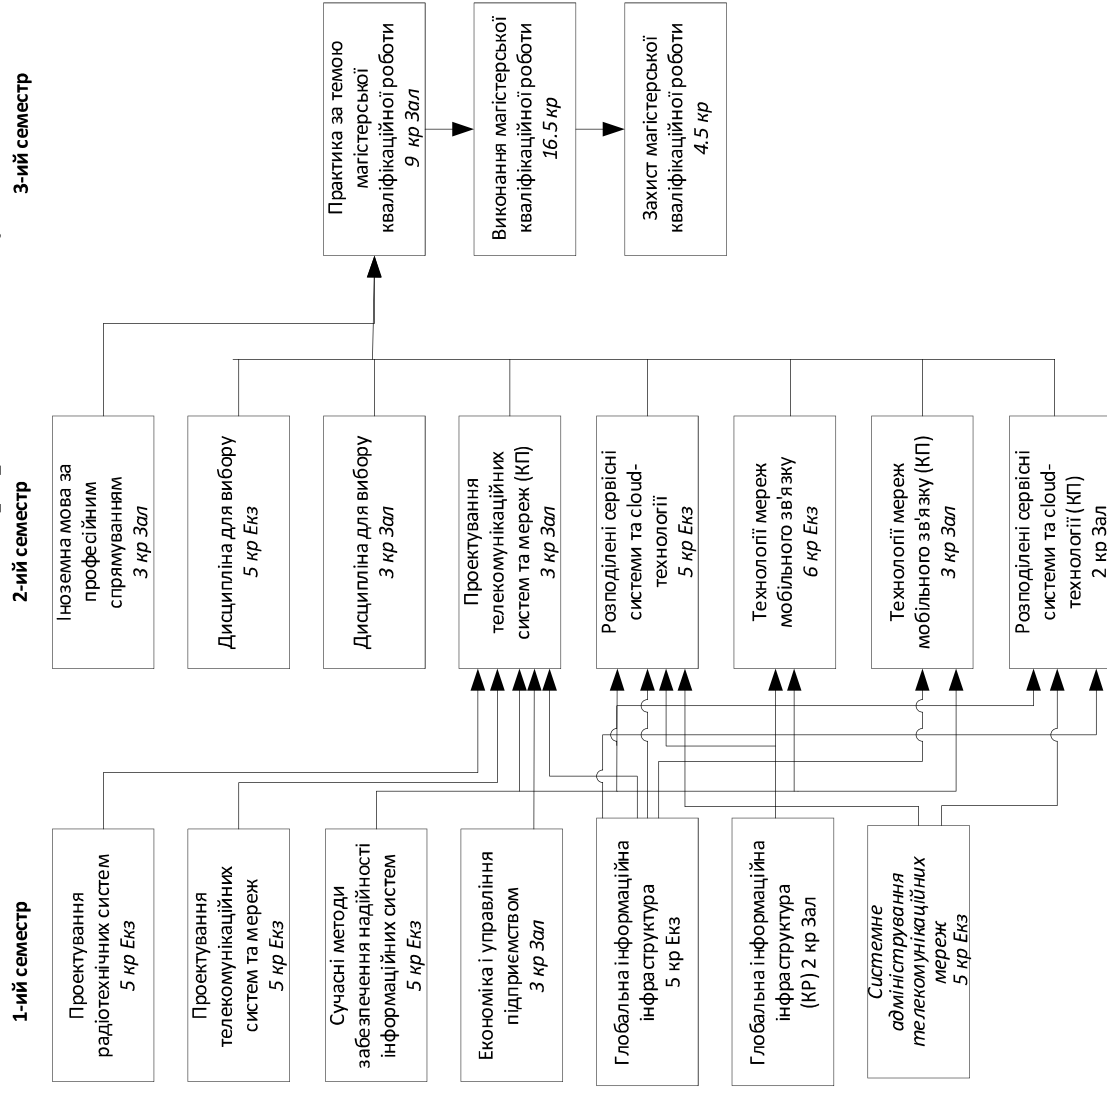 1-ий семестр
Проектування
радіотехнічних систем
5 кр Екз
Проектування
телекомунікаційних
систем та мереж
5 кр Екз
Сучасні методи
забезпечення надійності
інформаційних систем
5 кр Екз
Економіка і управління
підприємством
3 кр Зал
Глобальна інформаційна
інфраструктура
5 кр Екз
Глобальна інформаційна
інфраструктура
(КР) 2 кр Зал
Системне
адміністрування
телекомунікаційних
мереж
5 кр Екз
2-ий семестр
Іноземна мова за
професійним
спрямуванням
3 кр Зал
Дисципліна для вибору
5 кр Екз
Дисципліна для вибору
3 кр Зал
Проектування
телекомунікаційних
систем та мереж (КП)
3 кр Зал
Розподілені сервісні
системи та cloud-
технології
5 кр Екз
Технології мереж
мобільного зв'язку
6 кр Екз
Технології мереж
мобільного зв'язку (КП)
3 кр Зал
Розподілені сервісні
системи та cloud-
технології (КП)
2 кр Зал
3-ий семестр
Практика за темою
магістерської
кваліфікаційної роботи
9 кр Зал
Виконання магістерської
кваліфікаційної роботи
16.5 кр
Захист магістерської
кваліфікаційної роботи
4.5 кр